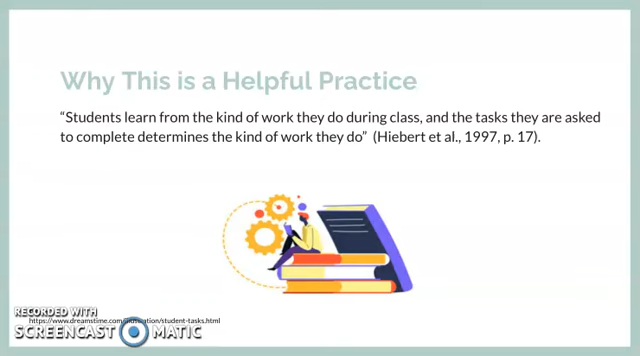 Why This is a Helpful Practice
“Students learn from the kind of work they do during class, and the tasks they are asked
to complete determines the kind of work they do” (Hiebert et al., 1997, p. 17).
RECORDED WITH
https://www.dreamstime.com/illustration/student-tasks.html
SCREENCAST MATIC